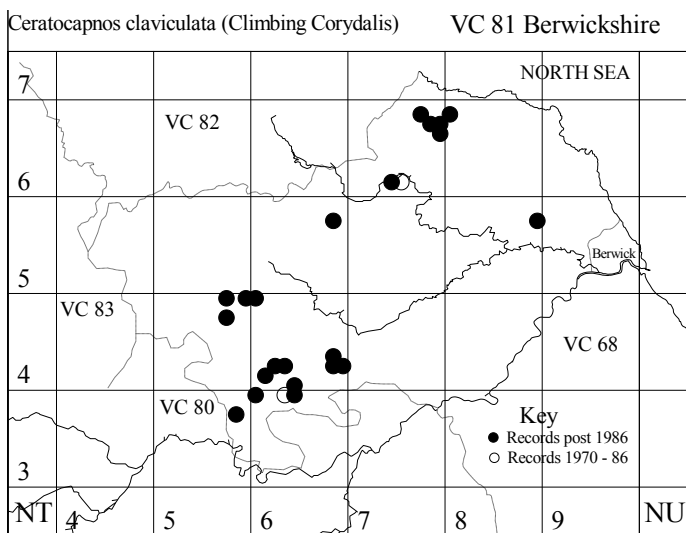 Ceratocapnos claviculata (Climbing Corydalis) VC 81 Berwickshire
NORTH SEA
7
VC 82
6
Berwick
5
VC 83
VC 68
4
VC 80
Key
Records post 1986
Records 1970 - 86
3
NT 4 5 6 7 8 9 NU